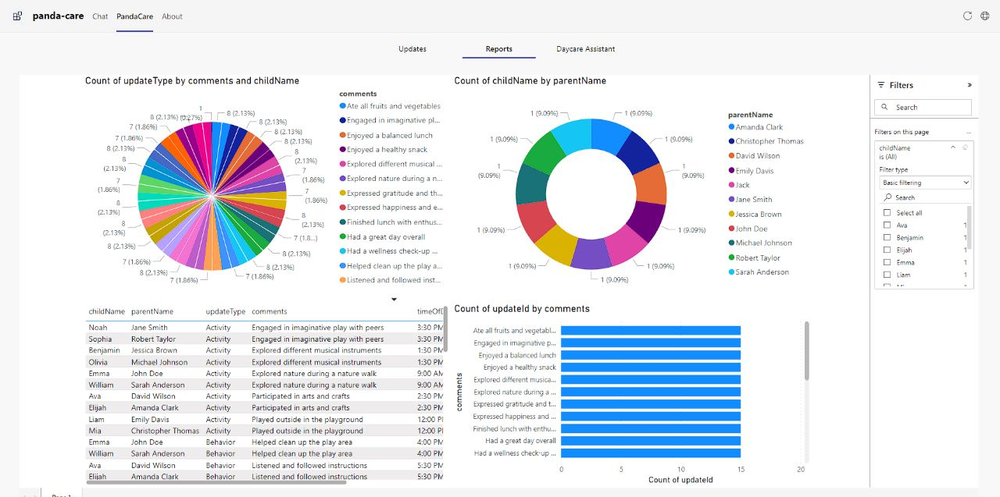 panda-care Chat PandaCare About
Updates Reports Daycare Assistant
Count of updateType by comments and childName
1
(0.27%)
8 (2.13%)
8 (2.13%)
8 (2.13%)
8 (2.13%)
8
(2.13%)
7
(1.86%)
7
(1.86%)
8
(2.13%)
7 (1.8...)
8 (2.13%)
8 (2.13%)
7 (1.86%)
7 (1.86%)
8 (2.13%)
7 (1.86%)
8 (2.13%)
8
(2.13%)
8
(2.13%)
7
(1.86%)
8
(2.13%)
8 (2.13%)
7 (1.86%)
8 (2.13%)
comments
Ate all fruits and vegetables
Engaged in imaginative pl...
Enjoyed a balanced lunch
Enjoyed a healthy snack
Explored different musical ...
Explored nature during a n...
Expressed gratitude and th...
Expressed happiness and e...
Finished lunch with enthus...
Had a great day overall
Had a wellness check-up ...
Helped clean up the play a...
Listened and followed inst...
Count of childName by parentName
1 (9.09%)
1 (9.09%)
1
(9.09%)
1 (9.09%)
1 (9.09%)
1 (9.09%)
1 (9.09%)
1 (9.09%)
1
(9.09%)
1 (9.09%)
1 (9.09%)
parentName
Amanda Clark
Christopher Thomas
David Wilson
Emily Davis
Jack
Jane Smith
Jessica Brown
John Doe
Michael Johnson
Robert Taylor
Sarah Anderson
Filters
Search
Filters on this page
childName
is (All)
Filter type
Basic filtering
Search
Select all
Ava 1
Benjamin 1
Elijah 1
Emma 1
Liam 1
childName parentName updateType comments timeOfD
Noah Jane Smith Activity Engaged in imaginative play with peers 3:30 PM
Sophia Robert Taylor Activity Engaged in imaginative play with peers 3:30 PM
Benjamin Jessica Brown Activity Explored different musical instruments 1:30 PM
Olivia Michael Johnson Activity Explored different musical instruments 1:30 PM
Emma John Doe Activity Explored nature during a nature walk 9:00 AM
William Sarah Anderson Activity Explored nature during a nature walk 9:00 AM
Ava David Wilson Activity Participated in arts and crafts 2:30 PM
Elijah Amanda Clark Activity Participated in arts and crafts 2:30 PM
Liam Emily Davis Activity Played outside in the playground 12:00 PM
Mia Christopher Thomas Activity Played outside in the playground 12:00 PM
Emma John Doe Behavior Helped clean up the play area 4:00 PM
William Sarah Anderson Behavior Helped clean up the play area 4:00 PM
Ava David Wilson Behavior Listened and followed instructions 5:30 PM
Elijah Amanda Clark Behavior Listened and followed instructions 5:30 PM
Count of updateId by comments
comments
Ate all fruits and vegetabl...
Engaged in imaginative p...
Enjoyed a balanced lunch
Enjoyed a healthy snack
Explored different musica...
Explored nature during a ...
Expressed gratitude and t...
Expressed happiness and ...
Finished lunch with enthu...
Had a great day overall
Had a wellness check-up ...
0 5 10 15 20
Count of updateId
Page 1